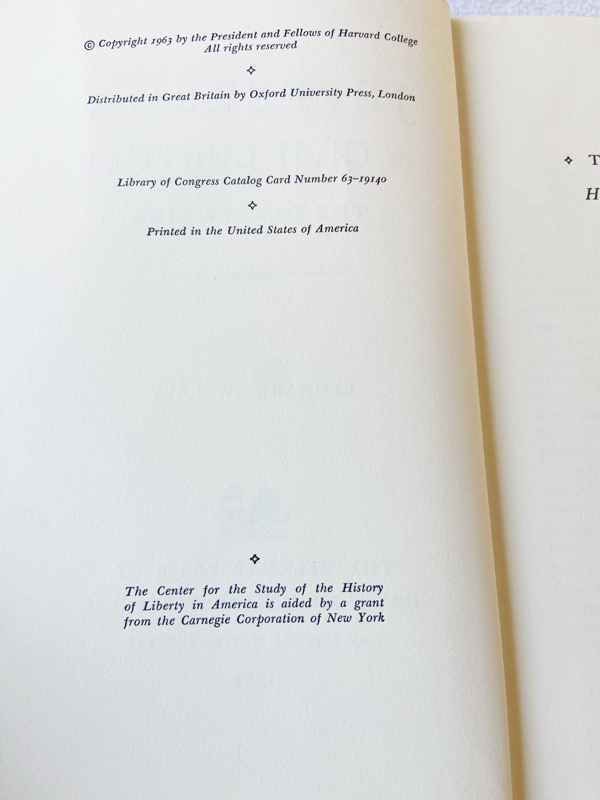 © Copyright 1963 by the President and Fellows of Harvard College
All rights reserved
Distributed in Great Britain by Oxford University Press, London
Library of Congress Catalog Card Number 63-19140
Printed in the United States of America
The Center for the Study of the History
of Liberty in America is aided by a grant
from the Carnegie Corporation of New York
T
H